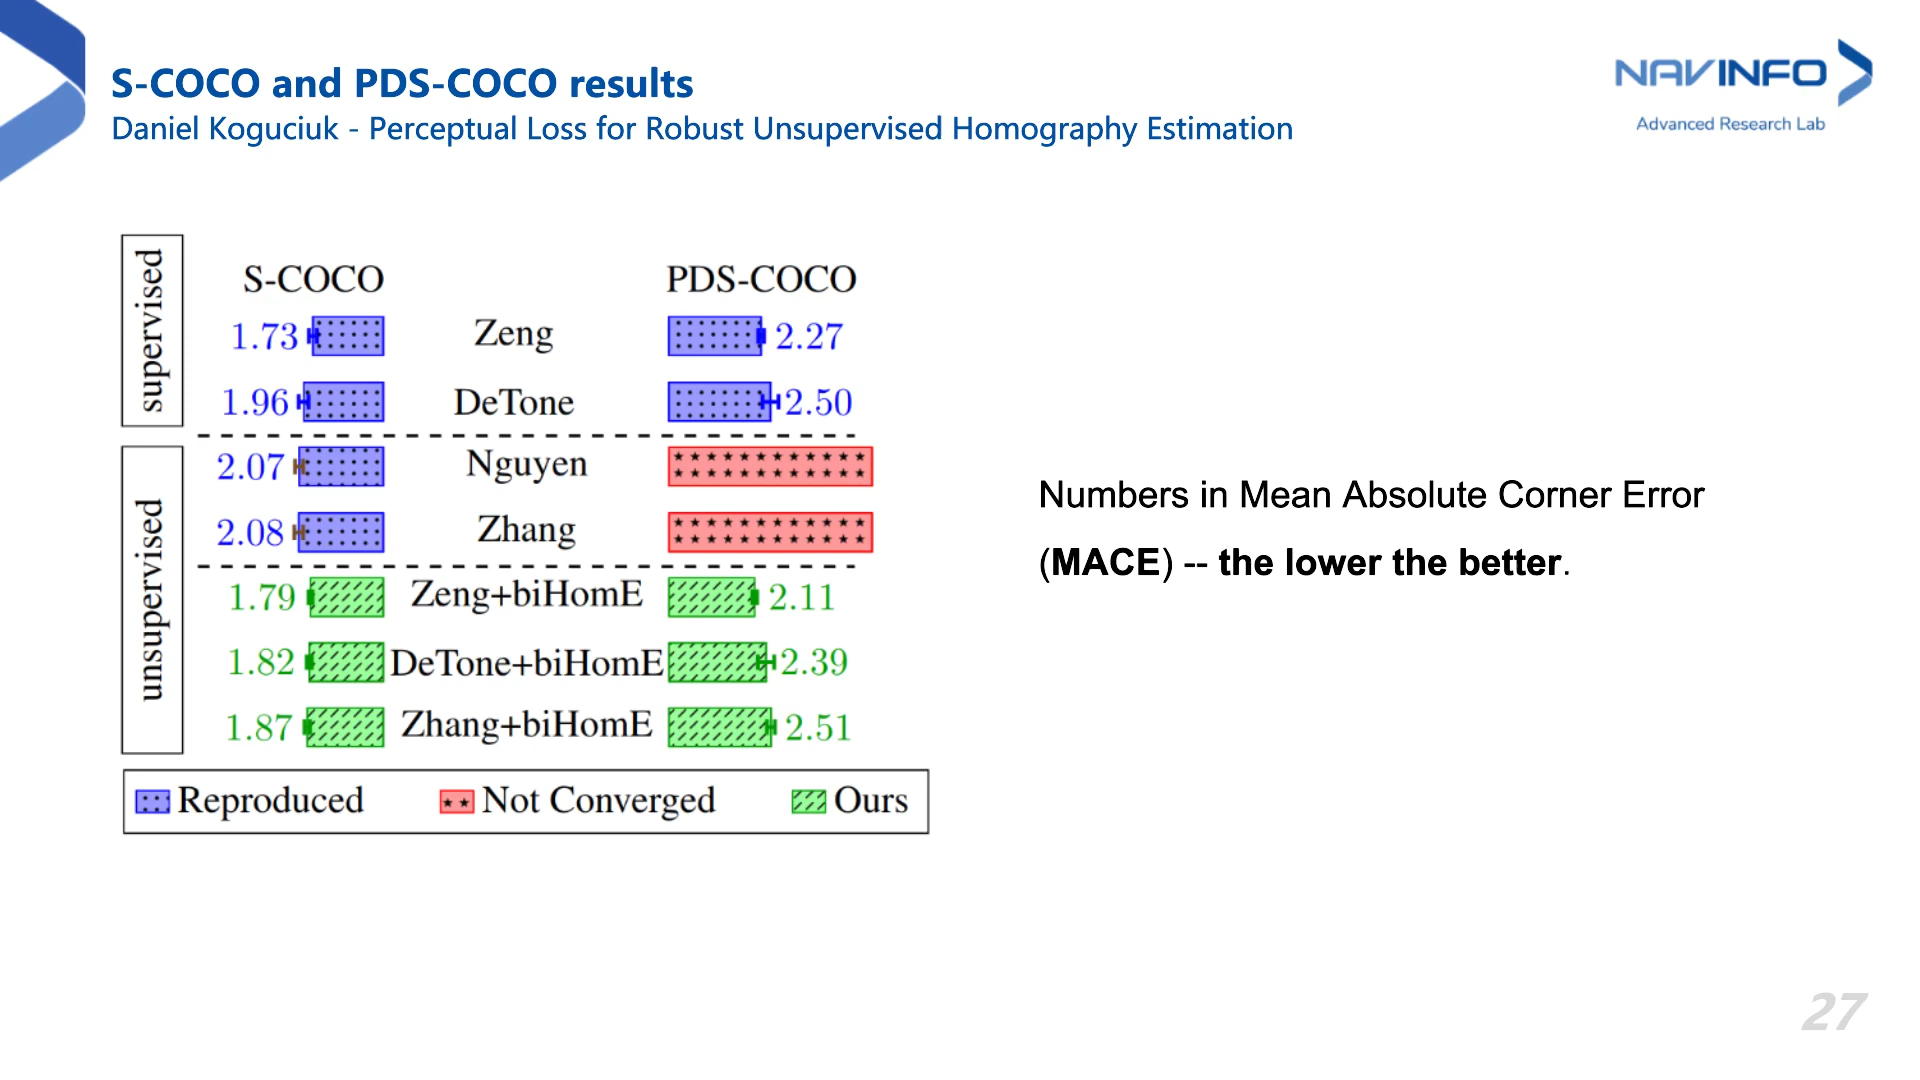 S-COCO and PDS-COCO results
Daniel Koguciuk - Perceptual Loss for Robust Unsupervised Homography Estimation
NAVINFO
Advanced Research Lab
supervised
S-COCO PDS-COCO
1.73 Zeng 2.27
1.96 DeTone 2.50
unsupervised
2.07 Nguyen
2.08 Zhang
1.79 Zeng+biHomE 2.11
1.82 DeTone+biHomE 2.39
1.87 Zhang+biHomE 2.51
Reproduced Not Converged Ours
Numbers in Mean Absolute Corner Error
(MACE) -- the lower the better.
27